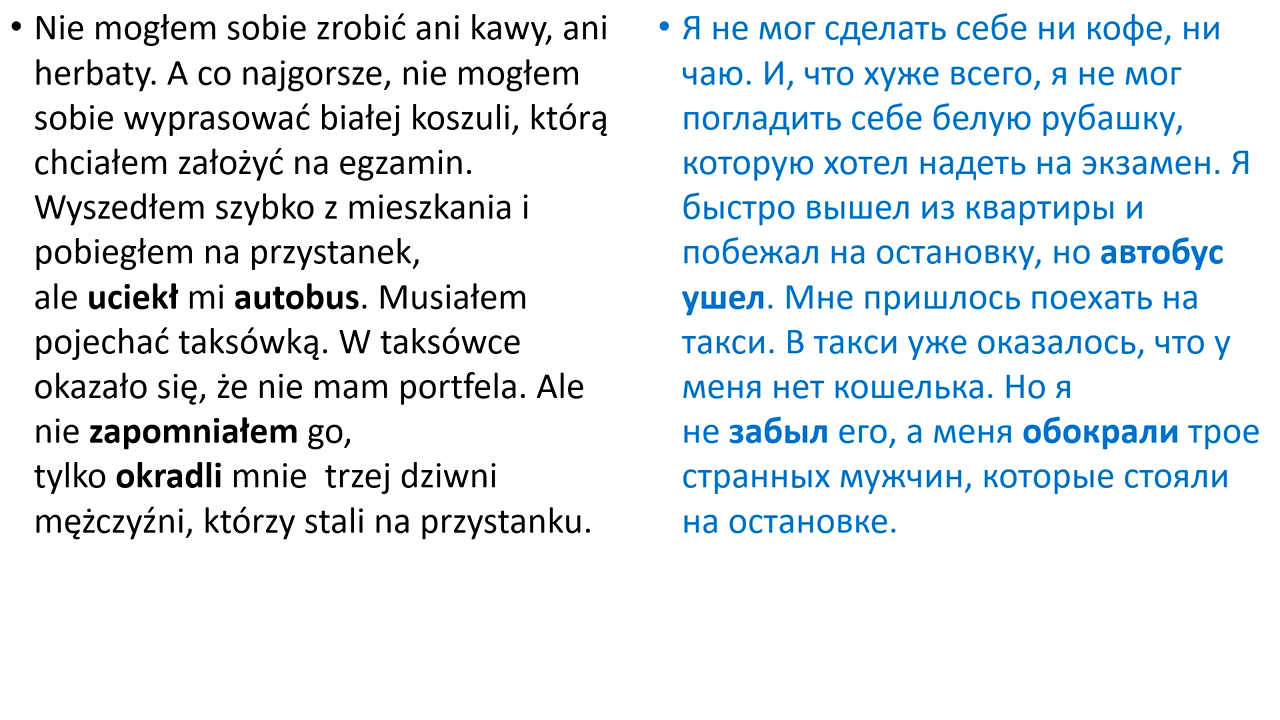 • Nie mogłem sobie zrobić ani kawy, ani
herbaty. A co najgorsze, nie mogłem
sobie wyprasować białej koszuli, którą
chciałem założyć na egzamin.
Wyszedłem szybko z mieszkania i
pobiegłem na przystanek,
ale uciekł mi autobus. Musiałem
pojechać taksówką. W taksówce
okazało się, że nie mam portfela. Ale
nie zapomniałem go,
tylko okradli mnie  trzej dziwni
mężczyźni, którzy stali na przystanku.
• Я не мог сделать себе ни кофе, ни
чаю. И, что хуже всего, я не мог
погладить себе белую рубашку,
которую хотел надеть на экзамен. Я
быстро вышел из квартиры и
побежал на остановку, но автобус
ушел. Мне пришлось поехать на
такси. В такси уже оказалось, что у
меня нет кошелька. Но я
не забыл его, а меня обокрали трое
странных мужчин, которые стояли
на остановке.